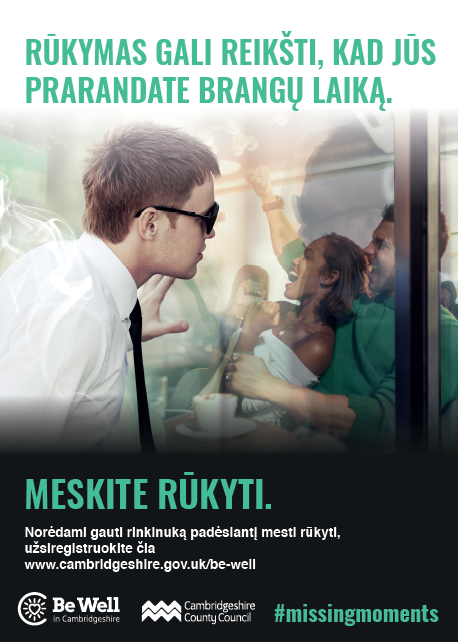 RŪKYMAS GALI REIKŠTI, KAD JŪS
PRARANDATE BRANGŲ LAIKĄ.
MESKITE RŪKYTI.
Norėdami gauti rinkinuką padėsiantį mesti rūkyti,
užsiregistruokite čia
www.cambridgeshire.gov.uk/be-well
Be Well
in Cambridgeshire
Cambridgeshire
County Council
#missingmoments